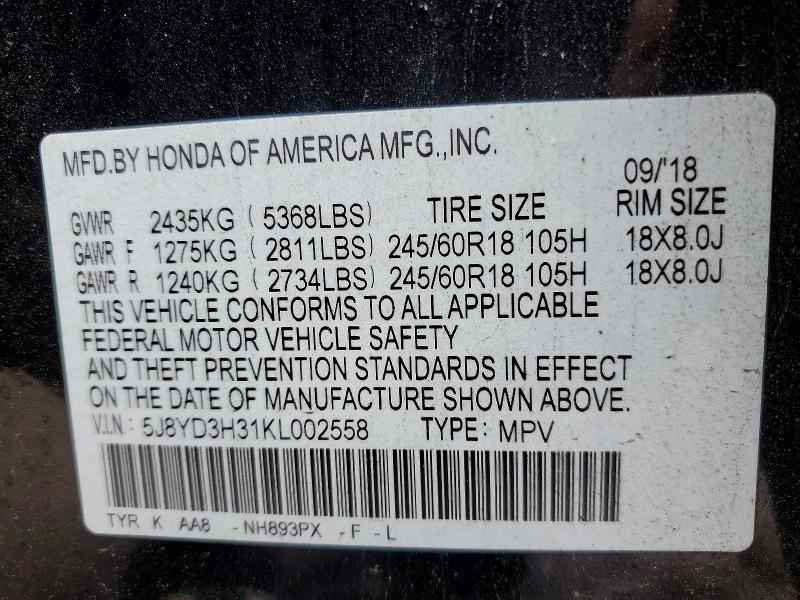 MFD.BY HONDA OF AMERICA MFG.,INC.
09/'18
GVWR 2435KG ( 5368LBS) TIRE SIZE RIM SIZE
GAWR F 1275KG ( 2811LBS) 245/60R18 105H 18X8.0J
GAWR R 1240KG ( 2734LBS) 245/60R18 105H 18X8.0J
THIS VEHICLE CONFORMS TO ALL APPLICABLE
FEDERAL MOTOR VEHICLE SAFETY
AND THEFT PREVENTION STANDARDS IN EFFECT
ON THE DATE OF MANUFACTURE SHOWN ABOVE.
V.I.N.: 5J8YD3H31KL002558 TYPE: MPV
TYR K AA8 -NH893PX -F -L